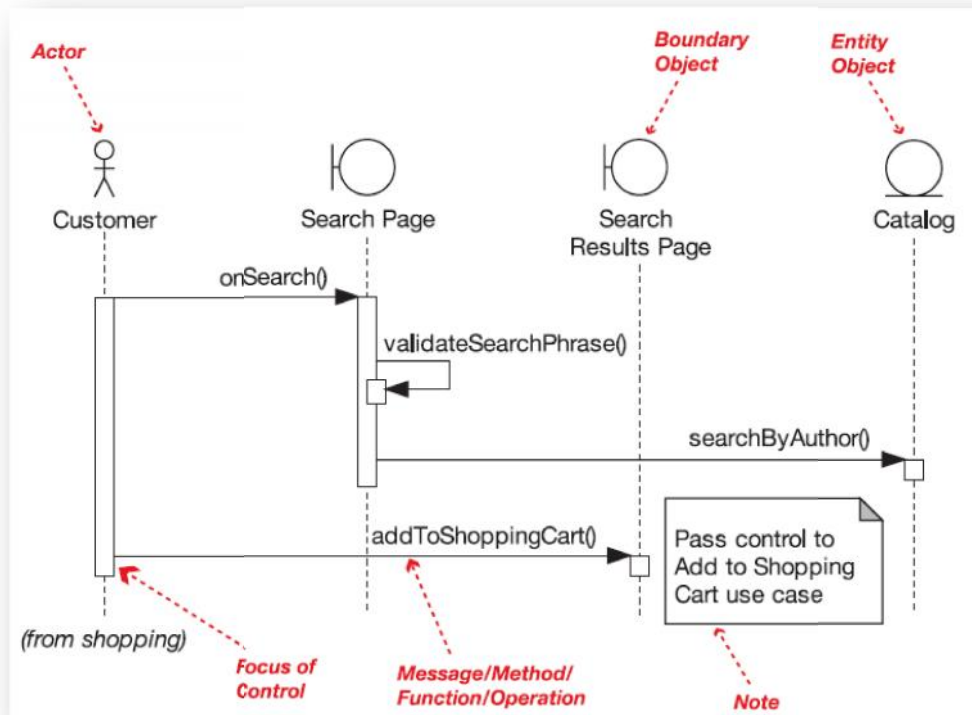 Actor
Boundary
Object
Entity
Object
Customer
Search Page
Search
Results Page
Catalog
onSearch()
validateSearchPhrase()
searchByAuthor()
addToShoppingCart()
Pass control to
Add to Shopping
Cart use case
(from shopping)
Focus of
Control
Message/Method/
Function/Operation
Note